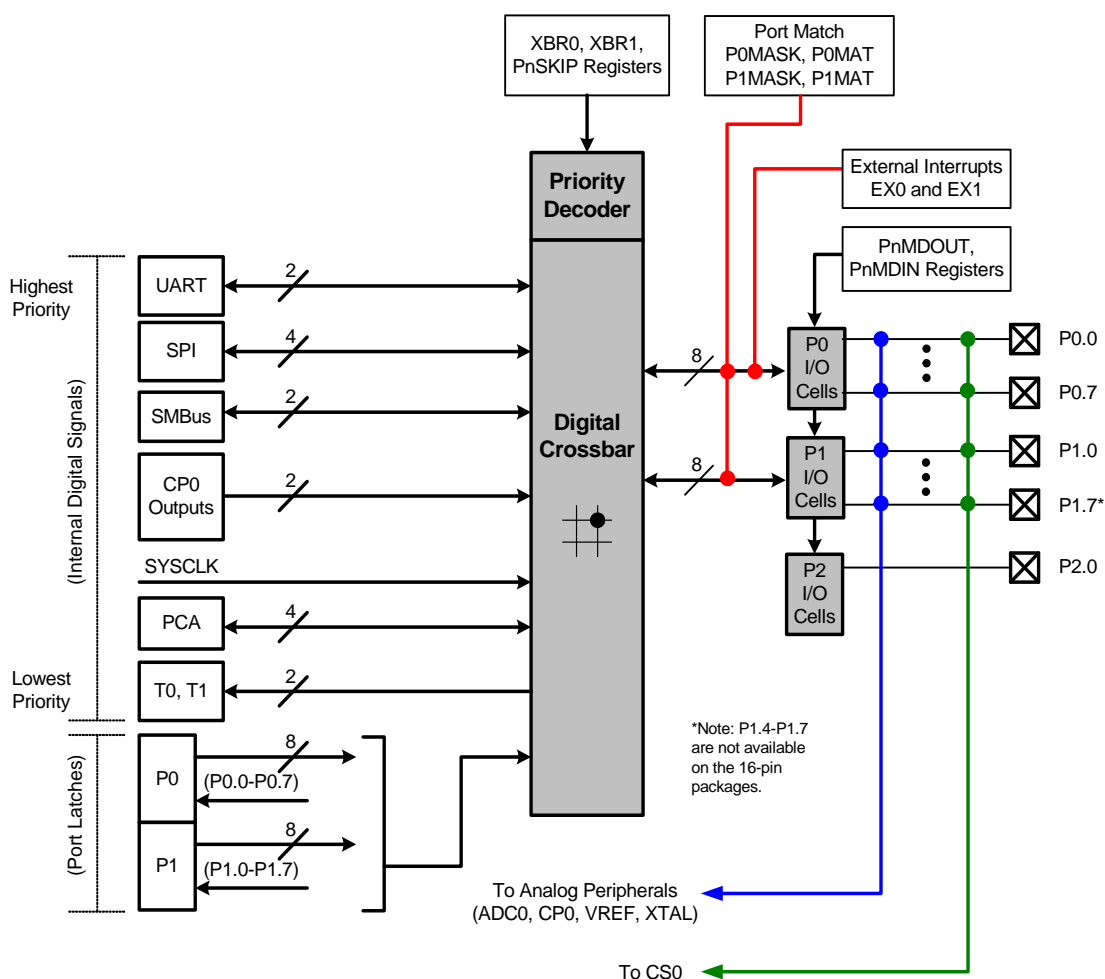 XBR0, XBR1,
PnSKIP Registers
Port Match
P0MASK, P0MAT
P1MASK, P1MAT
External Interrupts
EX0 and EX1
Priority
Decoder
PnMDOUT,
PnMDIN Registers
Highest
Priority
(Internal Digital Signals)
Lowest
Priority
UART
2
SPI
4
SMBus
2
CP0
Outputs
2
SYSCLK
PCA
4
T0, T1
2
Digital
Crossbar
8
8
P0
I/O
Cells
P1
I/O
Cells
P2
I/O
Cells
P0.0
P0.7
P1.0
P1.7*
P2.0
*Note: P1.4-P1.7
are not available
on the 16-pin
packages.
(Port Latches)
P0
8
(P0.0-P0.7)
P1
8
(P1.0-P1.7)
To Analog Peripherals
(ADC0, CP0, VREF, XTAL)
To CS0